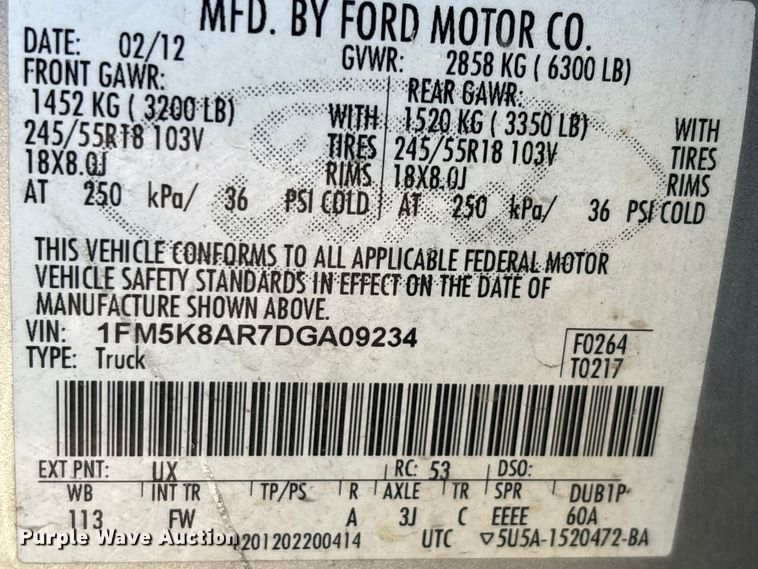 MFD. BY FORD MOTOR CO.
DATE: 02/12 GVWR: 2858 KG ( 6300 LB)
FRONT GAWR: REAR GAWR:
1452 KG ( 3200 LB) WITH 1520 KG ( 3350 LB) WITH
245/55R18 103V TIRES 245/55R18 103V TIRES
18X8.0J RIMS 18X8.0J RIMS
AT 250 kPa/ 36 PSI COLD AT 250 kPa/ 36 PSI COLD
THIS VEHICLE CONFORMS TO ALL APPLICABLE FEDERAL MOTOR
VEHICLE SAFETY STANDARDS IN EFFECT ON THE DATE OF
MANUFACTURE SHOWN ABOVE.
VIN: 1FM5K8AR7DGA09234 F0264
TYPE: Truck T0217
EXT PNT: UX RC: 53 DSO:
WB INT TR TP/PS R AXLE TR SPR DUB1P
113 FW A 3J C EEEE 60A
Purple Wave Auction 201202200414 UTC ▽5U5A-1520472-BA